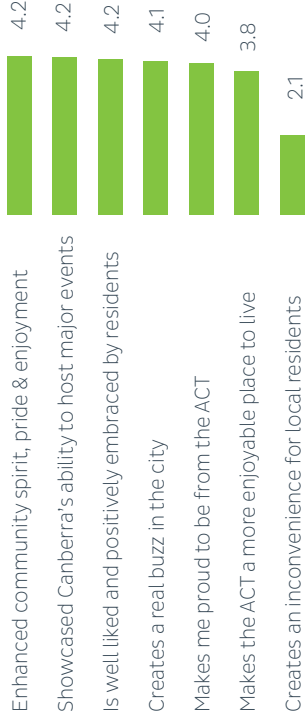 Enhanced community spirit, pride & enjoyment 4.2
Showcased Canberra's ability to host major events 4.2
Is well liked and positively embraced by residents 4.2
Creates a real buzz in the city 4.1
Makes me proud to be from the ACT 4.0
Makes the ACT a more enjoyable place to live 3.8
Creates an inconvenience for local residents 2.1